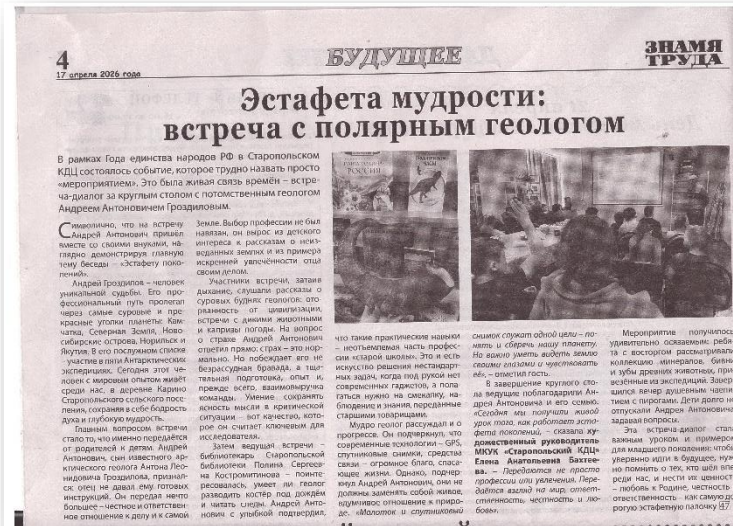 4
17 апреля 2026 года
БУДУЩЕЕ
ЗНАМЯ
ТРУДА
Эстафета мудрости:
встреча с полярным геологом
В рамках Года единства народов РФ в Старопольском
КДЦ состоялось событие, которое трудно назвать просто
«мероприятием». Это была живая связь времён – встре-
ча-диалог за круглым столом с потомственным геологом
Андреем Антоновичем Гроздиловым.
Символично, что на встречу
Андрей Антонович пришёл
вместе со своими внуками, на-
глядно демонстрируя главную
тему беседы – «Эстафету поко-
лений».
Андрей Гроздилов – человек
уникальной судьбы. Его про-
фессиональный путь пролегал
через самые суровые и пре-
красные уголки планеты: Кам-
чатка, Северная Земля, Ново-
сибирские острова, Норильск и
Якутия. В его послужном списке
– участие в пяти Антарктических
экспедициях. Сегодня этот че-
ловек с мировым опытом живёт
среди нас, в деревне Карино
Старопольского сельского посе-
ления, сохраняя в себе бодрость
духа и глубокую мудрость.
Главным вопросом встречи
стало то, что именно передаётся
от родителей к детям. Андрей
Антонович, сын известного ар-
ктического геолога Антона Лео-
нидовича Гроздилова, признал-
ся: отец не давал ему готовых
инструкций. Он передал нечто
большее – честное и ответствен-
ное отношение к делу и к самой
Земле. Выбор профессии не был
навязан, он вырос из детского
интереса к рассказам о неиз-
веданных землях и из примера
искренней увлечённости отца
своим делом.
Участники встречи, затаив
дыхание, слушали рассказы о
суровых буднях геологов: ото-
рванность от цивилизации,
встречи с дикими животными
и капризы погоды. На вопрос
о страхе Андрей Антонович
ответил прямо: страх – это нор-
мально. Но побеждает его не
безрассудная бравада, а тща-
тельная подготовка, опыт и,
прежде всего, взаимовыручка
команды. Умение сохранять
ясность мысли в критической
ситуации – вот качество, кото-
рое он считает ключевым для
исследователя.
Затем ведущая встречи –
библиотекарь Старопольской
библиотеки Полина Сергеев-
на Костромитинова – поинте-
ресовалась, умеет ли геолог
разводить костёр под дождём
и читать следы. Андрей Анто-
нович с улыбкой подтвердил,
что такие практические навыки
– неотъемлемая часть профес-
сии «старой школы». Это и есть
искусство решения нестандарт-
ных задач, когда под рукой нет
современных гаджетов, а пола-
гаться нужно на смекалку, на-
блюдение и знания, переданные
старшими товарищами.
Мудро геолог рассуждал и о
прогрессе. Он подчеркнул, что
современные технологии – GPS,
спутниковые снимки, средства
связи – огромное благо, спаса-
ющее жизни. Однако, подчер-
кнул Андрей Антонович, они не
должны заменять собой живое,
вдумчивое отношение к приро-
де. «Молоток и спутниковый
снимок служат одной цели – по-
нять и сберечь нашу планету.
Но важно уметь видеть землю
своими глазами и чувствовать
её», – отметил гость.
В завершение круглого сто-
ла ведущие поблагодарили Ан-
дрея Антоновича и его семью.
«Сегодня мы получили живой
урок того, как работает эста-
фета поколений», – сказала ху-
дожественный руководитель
МКУК «Старопольский КДЦ»
Елена Анатольевна Бахтее-
ва. – Передаются не просто
профессии или увлечения. Пере-
даётся взгляд на мир, ответ-
ственность, честность и лю-
бовь».
Мероприятие получилось
удивительно осязаемым: ребя-
та с восторгом рассматривали
коллекцию минералов, бивни
и зубы древних животных, при-
везённые из экспедиций. Завер-
шился вечер душевным чаепи-
тием с пирогами. Дети долго не
отпускали Андрея Антоновича,
задавая вопросы.
Эта встреча-диалог стала
важным уроком и примером
для младшего поколения: чтобы
уверенно идти в будущее, нуж-
но помнить о тех, кто шёл впе-
реди нас, и нести их ценности
– любовь к Родине, честность,
ответственность – как самую до-
рогую эстафетную палочку!